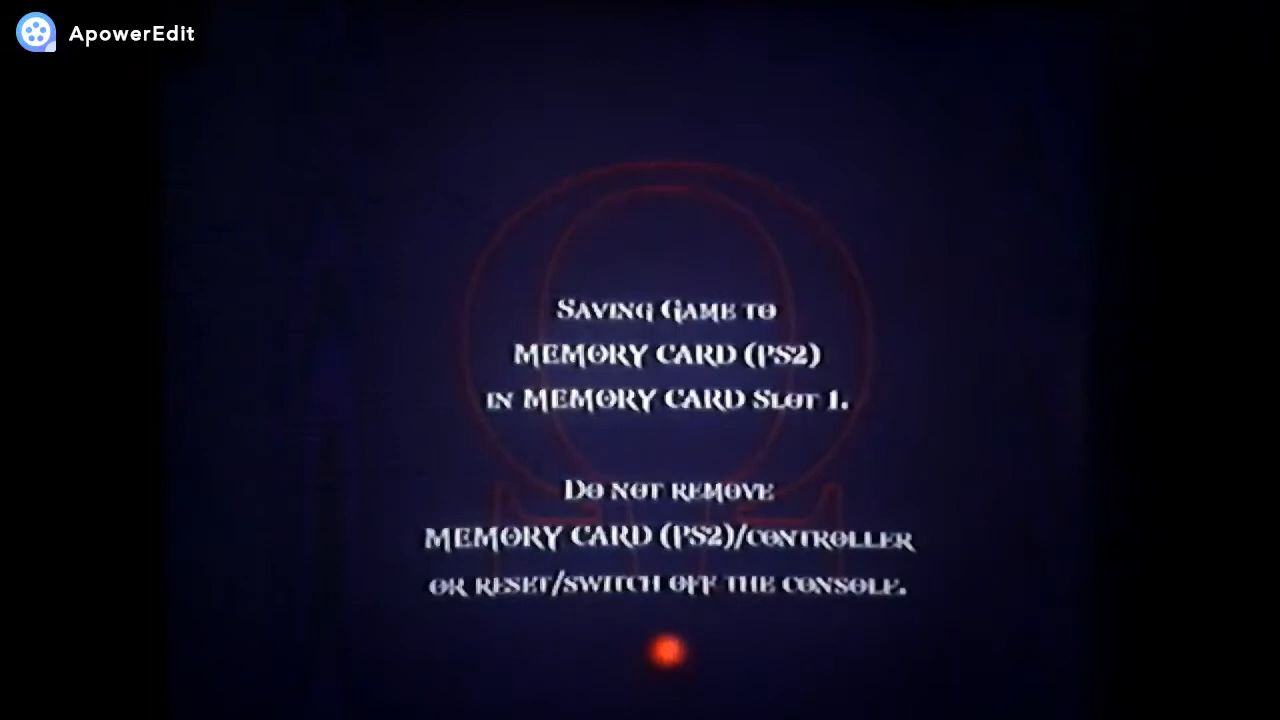 ApowerEdit
Saving Game to
MEMORY CARD (PS2)
in MEMORY CARD Slot 1.
Do not remove
MEMORY CARD (PS2)/controller
or reset/switch off the console.